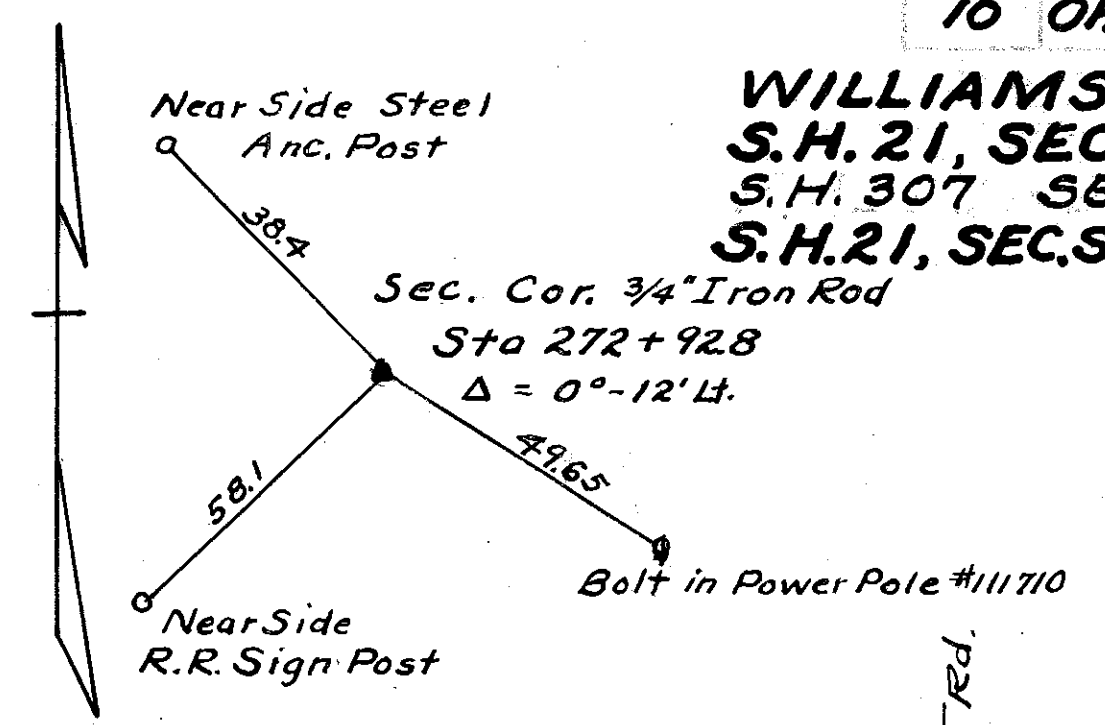 10 OF
WILLIAMS
S.H. 21, SEC
S.H. 307 SE
S.H. 21, SEC. S
Near Side Steel
Anc. Post
38.4
Sec. Cor. 3/4" Iron Rod
Sta 272+92.8
Δ = 0°-12' Lt.
49.65
58.1
Bolt in Power Pole #111710
Near Side
R.R. Sign Post
Rd.